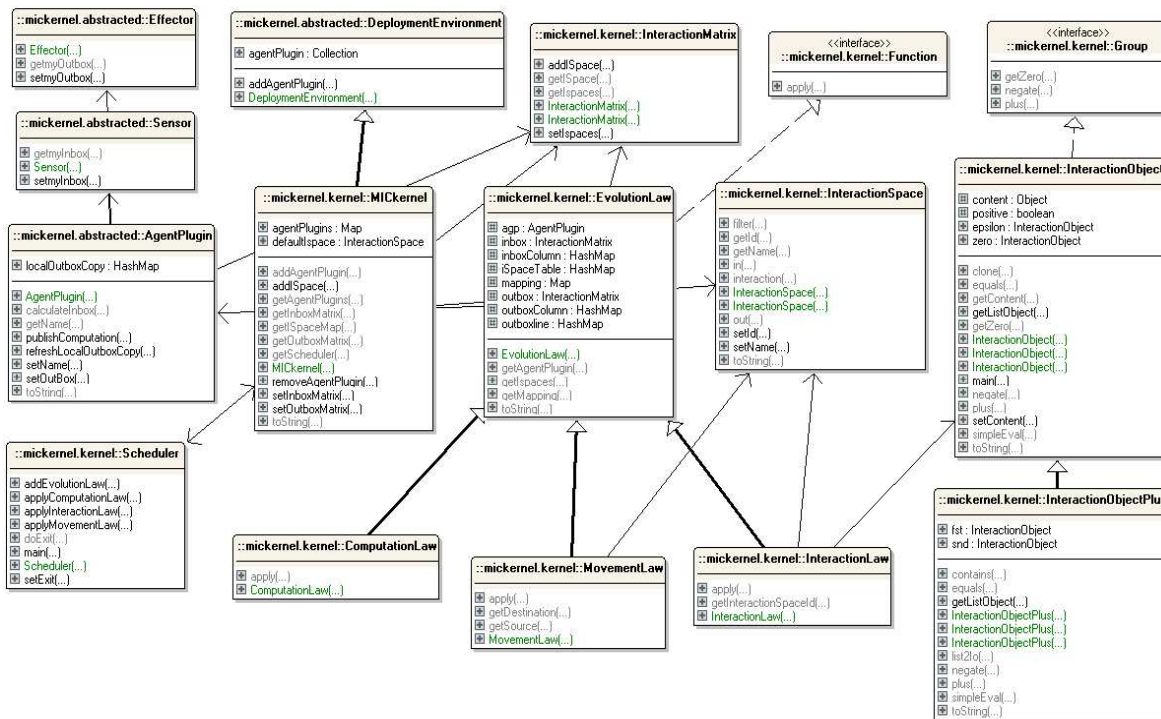 ::mickernel.abstracted::Effector
Effector(...)
getmyOutbox(...)
setmyOutbox(...)
::mickernel.abstracted::Sensor
getmyInbox(...)
Sensor(...)
setmyInbox(...)
::mickernel.abstracted::AgentPlugin
localOutboxCopy : HashMap
AgentPlugin(...)
calculateInbox(...)
getName(...)
publishComputation(...)
refreshLocalOutboxCopy(...)
setName(...)
setOutBox(...)
toString(...)
::mickernel.kernel::Scheduler
addEvolutionLaw(...)
applyComputationLaw(...)
applyInteractionLaw(...)
applyMovementLaw(...)
doExit(...)
main(...)
Scheduler(...)
setExit(...)
::mickernel.abstracted::DeploymentEnvironment
agentPlugin : Collection
addAgentPlugin(...)
DeploymentEnvironment(...)
::mickernel.kernel::MICkernel
agentPlugins : Map
defaultIspace : InteractionSpace
addAgentPlugin(...)
addISpace(...)
getAgentPlugins(...)
getInboxMatrix(...)
getISpaceMap(...)
getOutboxMatrix(...)
getScheduler(...)
MICkernel(...)
removeAgentPlugin(...)
setInboxMatrix(...)
setOutboxMatrix(...)
toString(...)
::mickernel.kernel::InteractionMatrix
addISpace(...)
getISpace(...)
getIspaces(...)
InteractionMatrix(...)
InteractionMatrix(...)
setIspaces(...)
::mickernel.kernel::EvolutionLaw
agp : AgentPlugin
inbox : InteractionMatrix
inboxColumn : HashMap
iSpaceTable : HashMap
mapping : Map
outbox : InteractionMatrix
outboxColumn : HashMap
outboxline : HashMap
EvolutionLaw(...)
getAgentPlugin(...)
getIspaces(...)
getMapping(...)
toString(...)
<<interface>>
::mickernel.kernel::Function
apply(...)
::mickernel.kernel::InteractionSpace
filter(...)
getId(...)
getName(...)
in(...)
interaction(...)
InteractionSpace(...)
InteractionSpace(...)
out(...)
setId(...)
setName(...)
toString(...)
<<interface>>
::mickernel.kernel::Group
getZero(...)
negate(...)
plus(...)
::mickernel.kernel::InteractionObject
content : Object
positive : boolean
epsilon : InteractionObject
zero : InteractionObject
clone(...)
equals(...)
getContent(...)
getListObject(...)
getZero(...)
InteractionObject(...)
InteractionObject(...)
InteractionObject(...)
main(...)
negate(...)
plus(...)
setContent(...)
simpleEval(...)
toString(...)
::mickernel.kernel::ComputationLaw
apply(...)
ComputationLaw(...)
::mickernel.kernel::MovementLaw
apply(...)
getDestination(...)
getSource(...)
MovementLaw(...)
::mickernel.kernel::InteractionLaw
apply(...)
getInteractionSpaceId(...)
InteractionLaw(...)
::mickernel.kernel::InteractionObjectPlus
fst : InteractionObject
snd : InteractionObject
contains(...)
equals(...)
getListObject(...)
InteractionObjectPlus(...)
InteractionObjectPlus(...)
InteractionObjectPlus(...)
list2Io(...)
negate(...)
plus(...)
simpleEval(...)
toString(...)